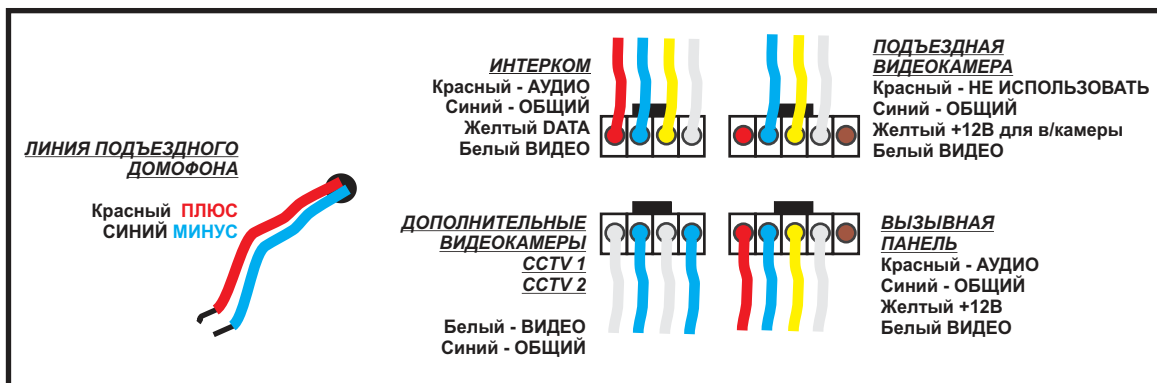 ЛИНИЯ ПОДЪЕЗДНОГО
ДОМОФОНА
Красный ПЛЮС
СИНИЙ МИНУС
ИНТЕРКОМ
Красный - АУДИО
Синий - ОБЩИЙ
Желтый DATA
Белый ВИДЕО
ПОДЪЕЗДНАЯ
ВИДЕОКАМЕРА
Красный - НЕ ИСПОЛЬЗОВАТЬ
Синий - ОБЩИЙ
Желтый +12В для в/камеры
Белый ВИДЕО
ДОПОЛНИТЕЛЬНЫЕ
ВИДЕОКАМЕРЫ
CCTV 1
CCTV 2
Белый - ВИДЕО
Синий - ОБЩИЙ
ВЫЗЫВНАЯ
ПАНЕЛЬ
Красный - АУДИО
Синий - ОБЩИЙ
Желтый +12В
Белый ВИДЕО